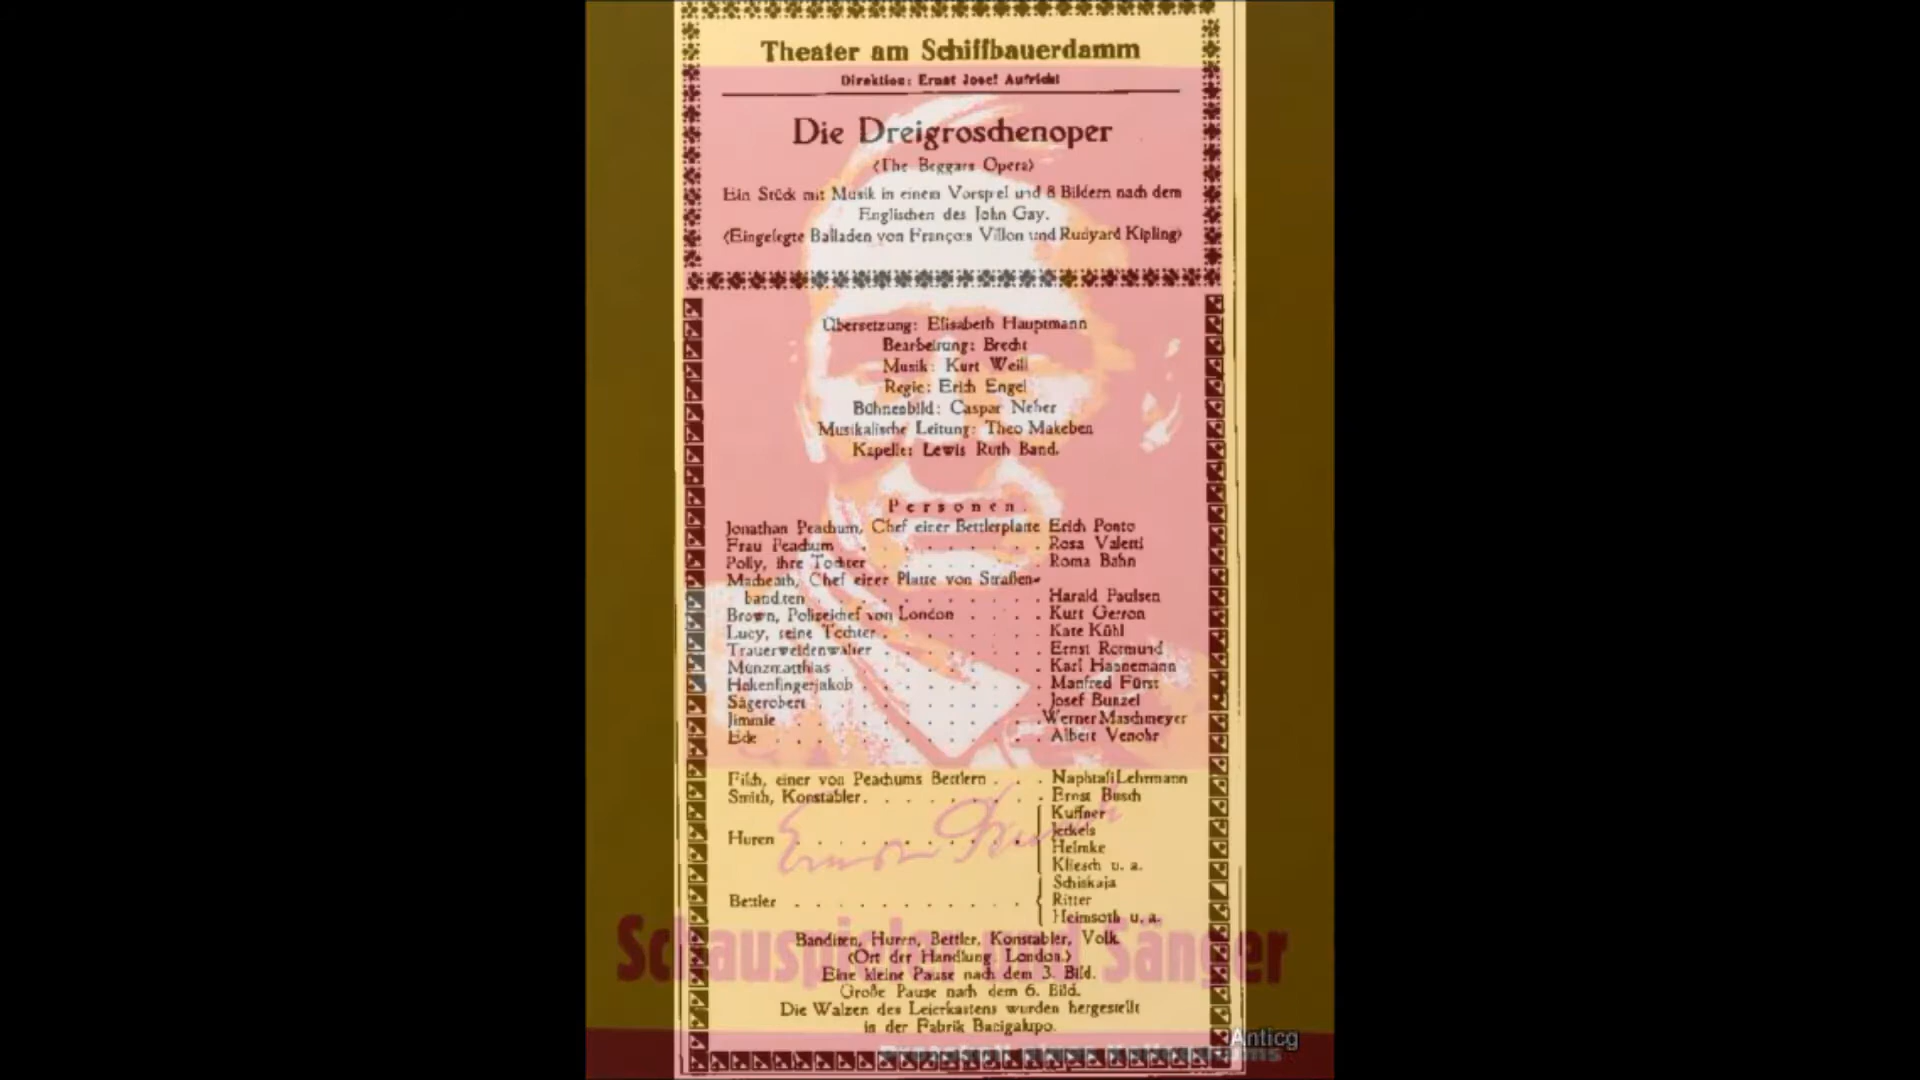 Theater am Schiffbauerdamm
Direktion: Ernst Josef Aufricht
Die Dreigroschenoper
(The Beggars Opera)
Ein Stück mit Musik in einem Vorspiel und 8 Bildern nach dem
Englischen des John Gay.
(Eingelegte Balladen von François Villon und Rudyard Kipling)
Übersetzung: Elisabeth Hauptmann
Bearbeitung: Brecht
Musik: Kurt Weill
Regie: Erich Engel
Bühnenbild: Caspar Neher
Musikalische Leitung: Theo Makeben
Kapelle: Lewis Ruth Band.
Personen.
Jonathan Peachum, Chef einer Bettlerplatte Erich Ponto
Frau Peachum . . . . . . . . Rosa Valetti
Polly, ihre Tochter . . . . . . . Roma Bahn
Macheath, Chef einer Platte von Straßen-
banditen . . . . . . . . Harald Paulsen
Brown, Polizeichef von London . . . . Kurt Gerron
Lucy, seine Tochter . . . . . . . Kate Kühl
Trauerweidenwalter . . . . . . . Ernst Rotmund
Münzmatthias . . . . . . . . Karl Hannemann
Hakenfingerjakob . . . . . . . Manfred Fürst
Sägerobert . . . . . . . . Josef Bunzel
Jimmie . . . . . . . . Werner Maschmeyer
Ede . . . . . . . . . Albert Venohr
Filch, einer von Peachums Bettlern . . . Naphtali Lehrmann
Smith, Konstabler. . . . . . . . Ernst Busch
Kuffner
Jeckels
Huren . . . . . . . . . .
Helmke
Kliesch u. a.
Schiskaja
Bettler . . . . . . . . . . Ritter
Heimsoth u. a.
Ernst Busch
Schauspieler und Sänger
Banditen, Huren, Bettler, Konstabler, Volk.
(Ort der Handlung: London.)
Eine kleine Pause nach dem 3. Bild.
Große Pause nach dem 6. Bild.
Die Walzen des Leierkastens wurden hergestellt
in der Fabrik Bacigalupo.
Anticg